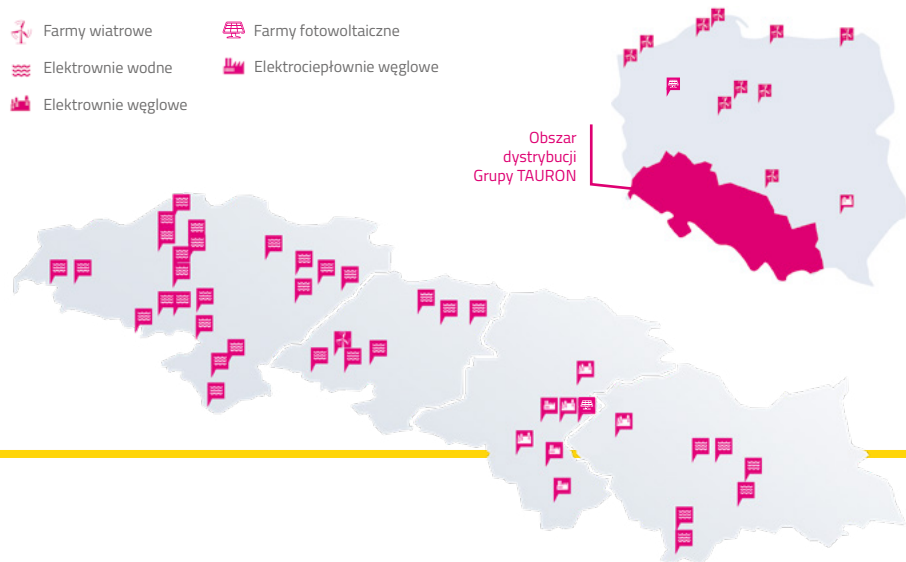 Farmy wiatrowe
Farmy fotowoltaiczne
Elektrownie wodne
Elektrociepłownie węglowe
Elektrownie węglowe
Obszar
dystrybucji
Grupy TAURON